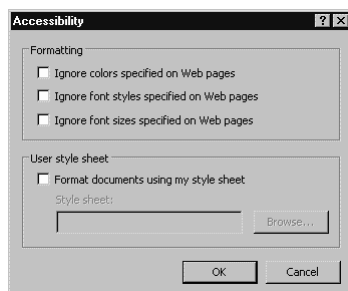 Accessibility
Formatting
Ignore colors specified on Web pages
Ignore font styles specified on Web pages
Ignore font sizes specified on Web pages
User style sheet
Format documents using my style sheet
Style sheet:
Browse...
OK Cancel